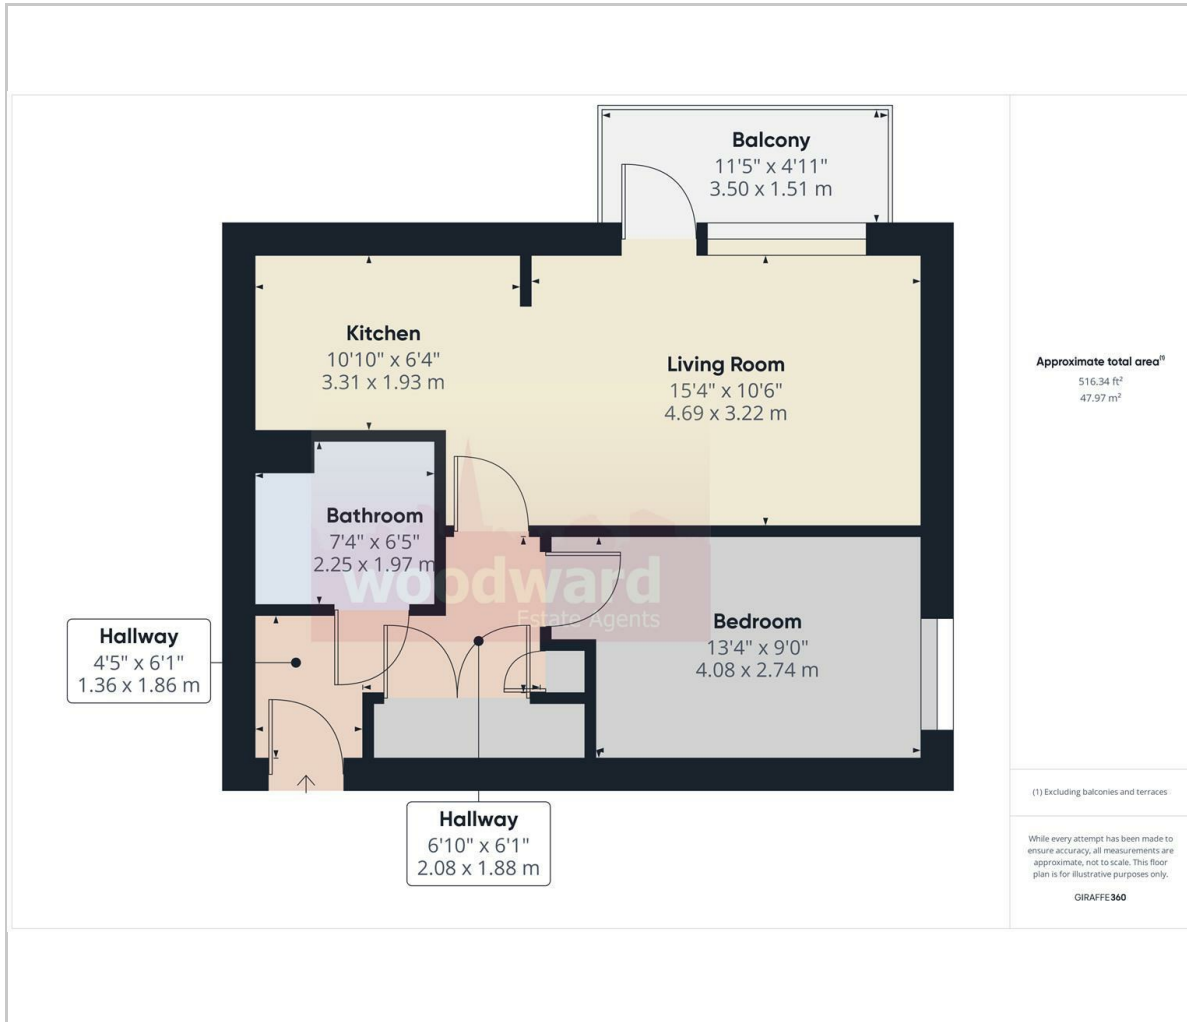 Balcony
11'5" x 4'11"
3.50 x 1.51 m
Kitchen
10'10" x 6'4"
3.31 x 1.93 m
Living Room
15'4" x 10'6"
4.69 x 3.22 m
Bathroom
7'4" x 6'5"
2.25 x 1.97 m
woodward
Estate Agents
Bedroom
13'4" x 9'0"
4.08 x 2.74 m
Hallway
4'5" x 6'1"
1.36 x 1.86 m
Hallway
6'10" x 6'1"
2.08 x 1.88 m
Approximate total area(1)
516.34 ft²
47.97 m²
(1) Excluding balconies and terraces
While every attempt has been made to
ensure accuracy, all measurements are
approximate, not to scale. This floor
plan is for illustrative purposes only.
GIRAFFE360